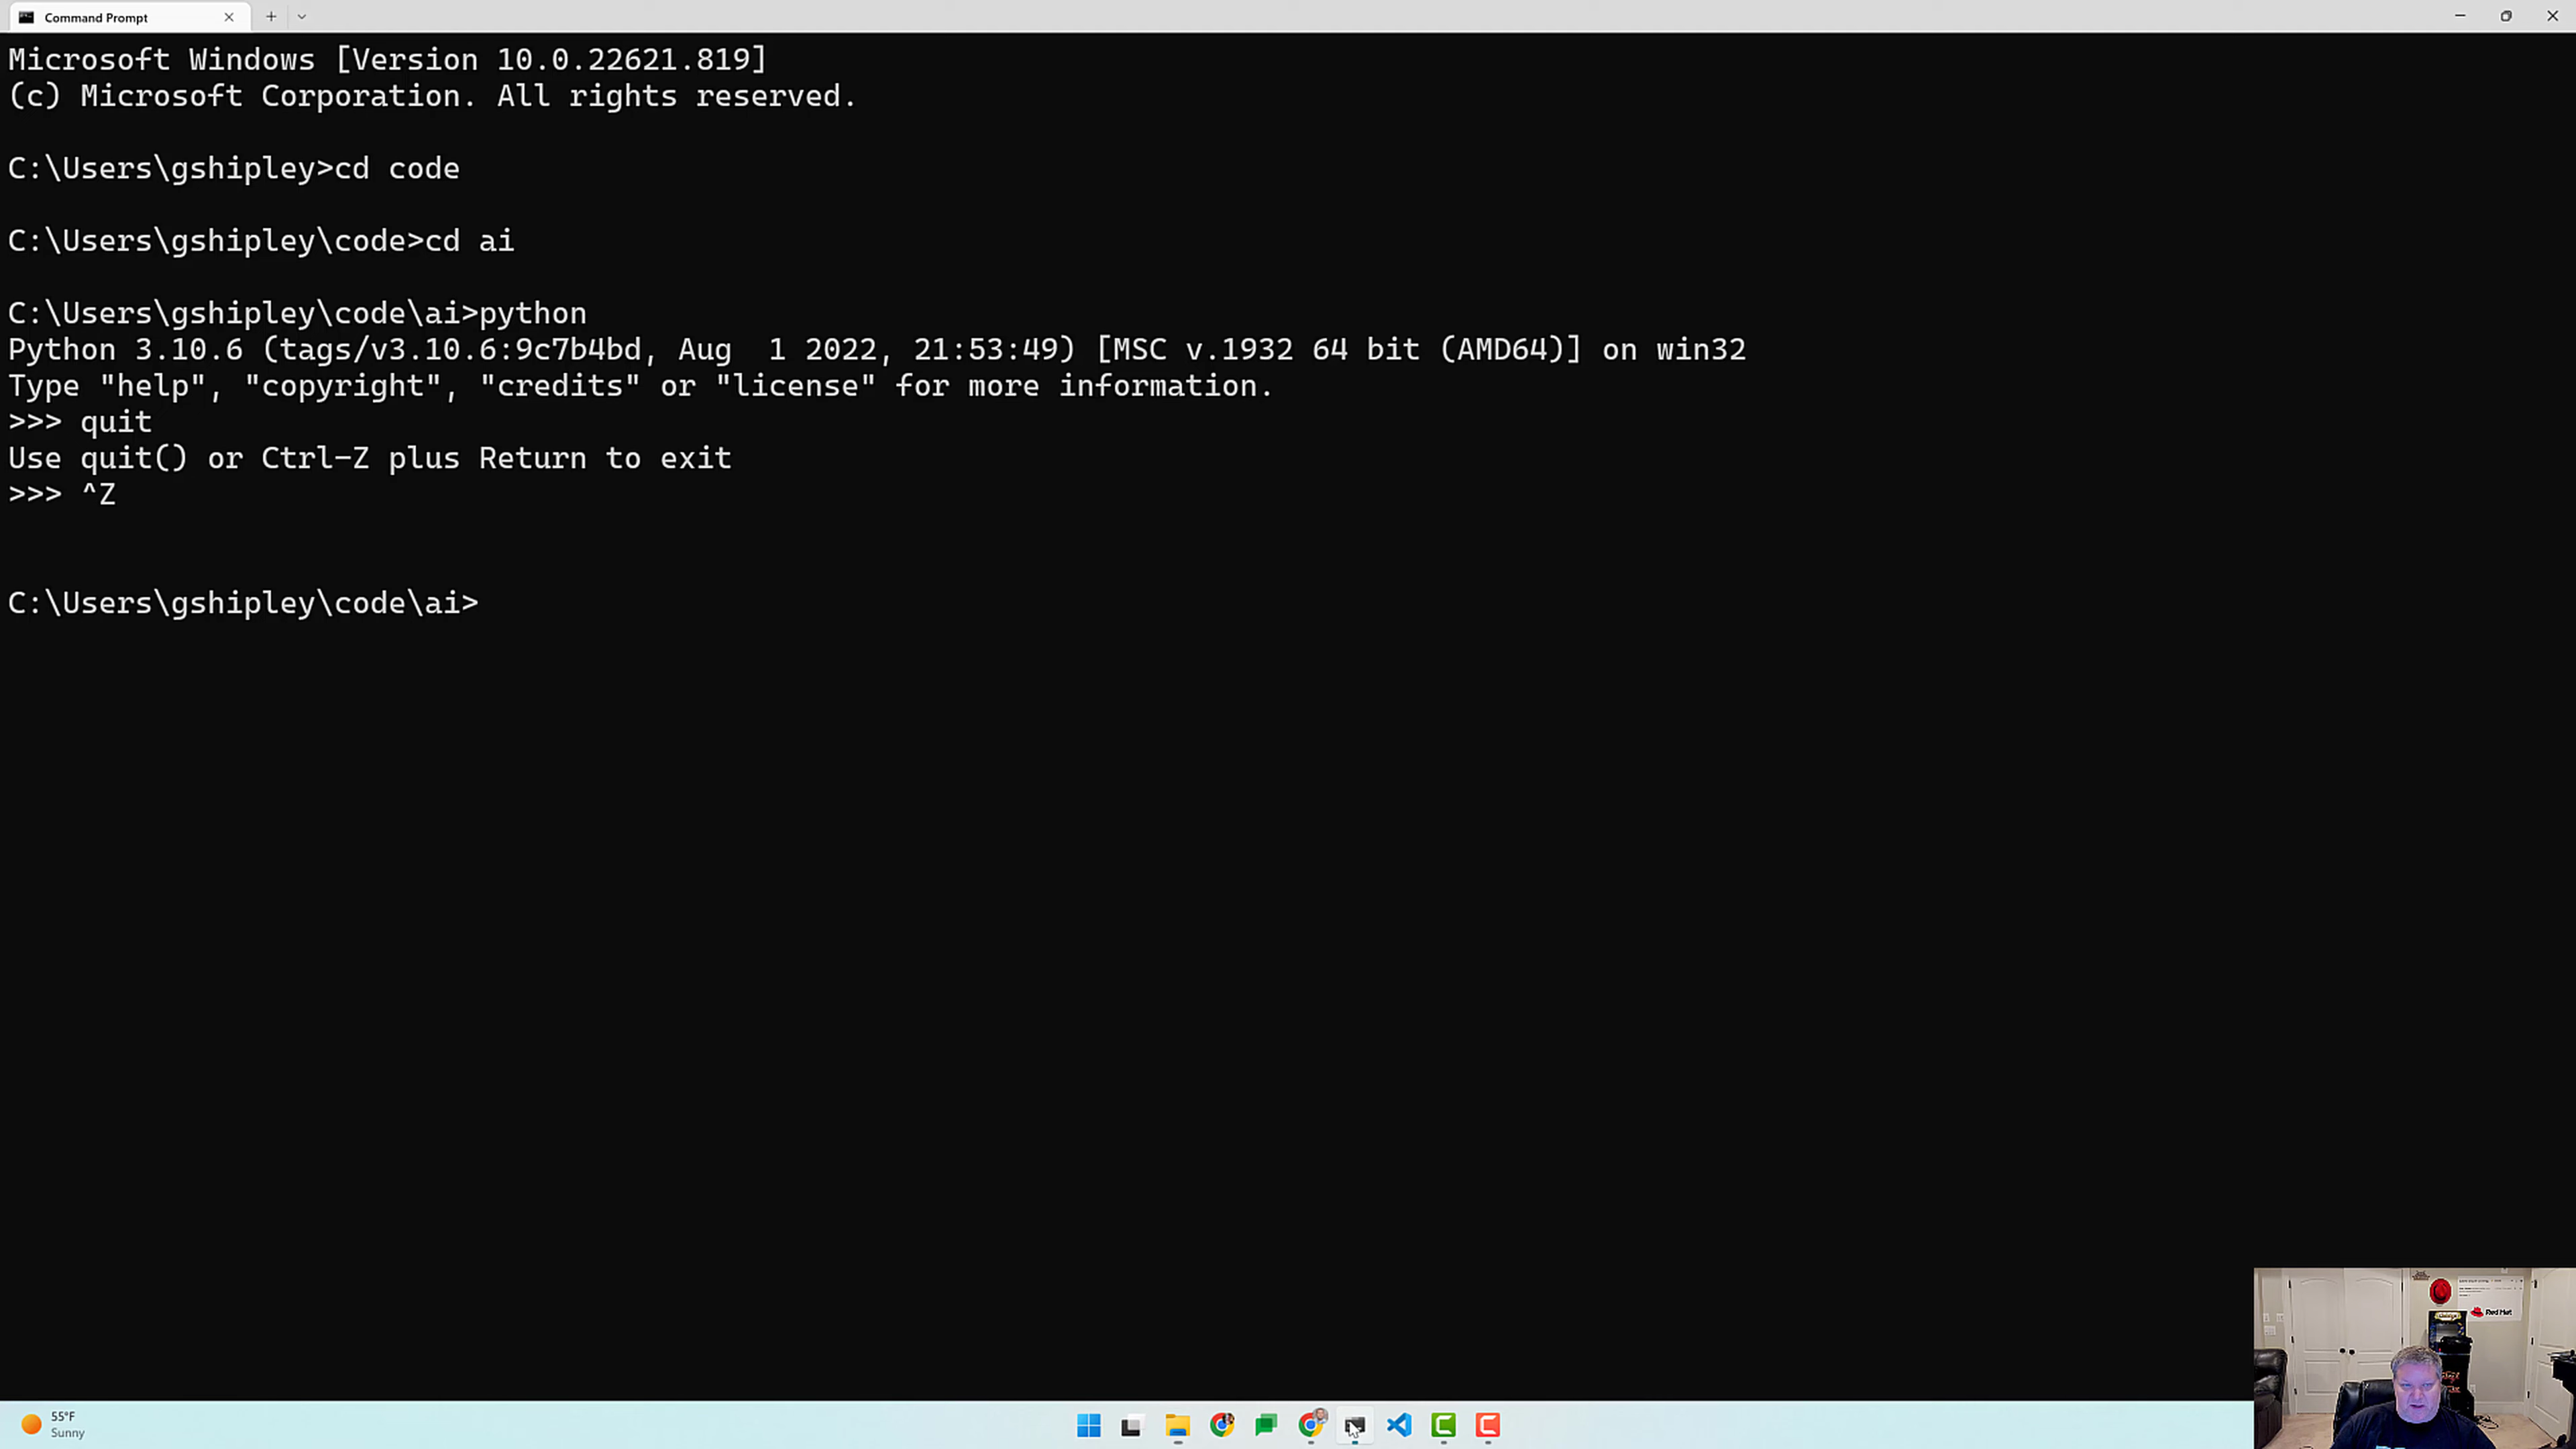 Command Prompt
Microsoft Windows [Version 10.0.22621.819]
(c) Microsoft Corporation. All rights reserved.
C:\Users\gshipley>cd code
C:\Users\gshipley\code>cd ai
C:\Users\gshipley\code\ai>python
Python 3.10.6 (tags/v3.10.6:9c7b4bd, Aug  1 2022, 21:53:49) [MSC v.1932 64 bit (AMD64)] on win32
Type "help", "copyright", "credits" or "license" for more information.
>>> quit
Use quit() or Ctrl-Z plus Return to exit
>>> ^Z
C:\Users\gshipley\code\ai>
Red Hat
55°F
Sunny